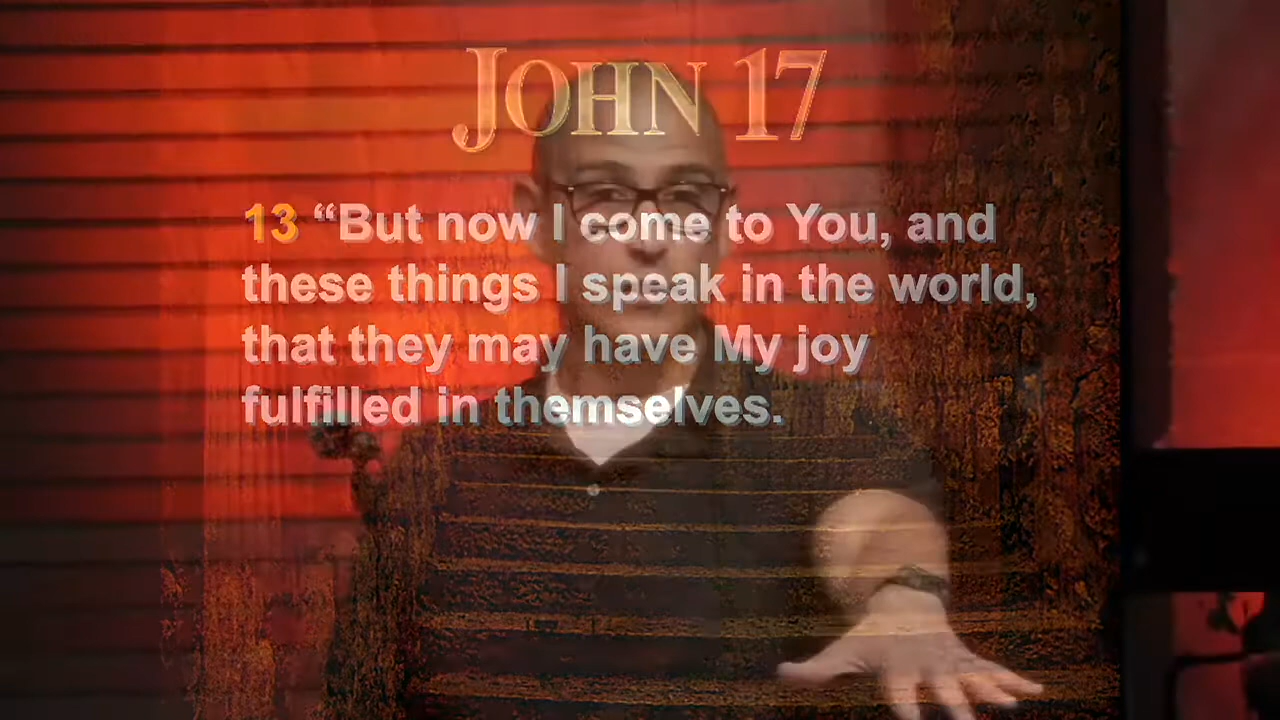 JOHN 17
13 “But now I come to You, and
these things I speak in the world,
that they may have My joy
fulfilled in themselves.